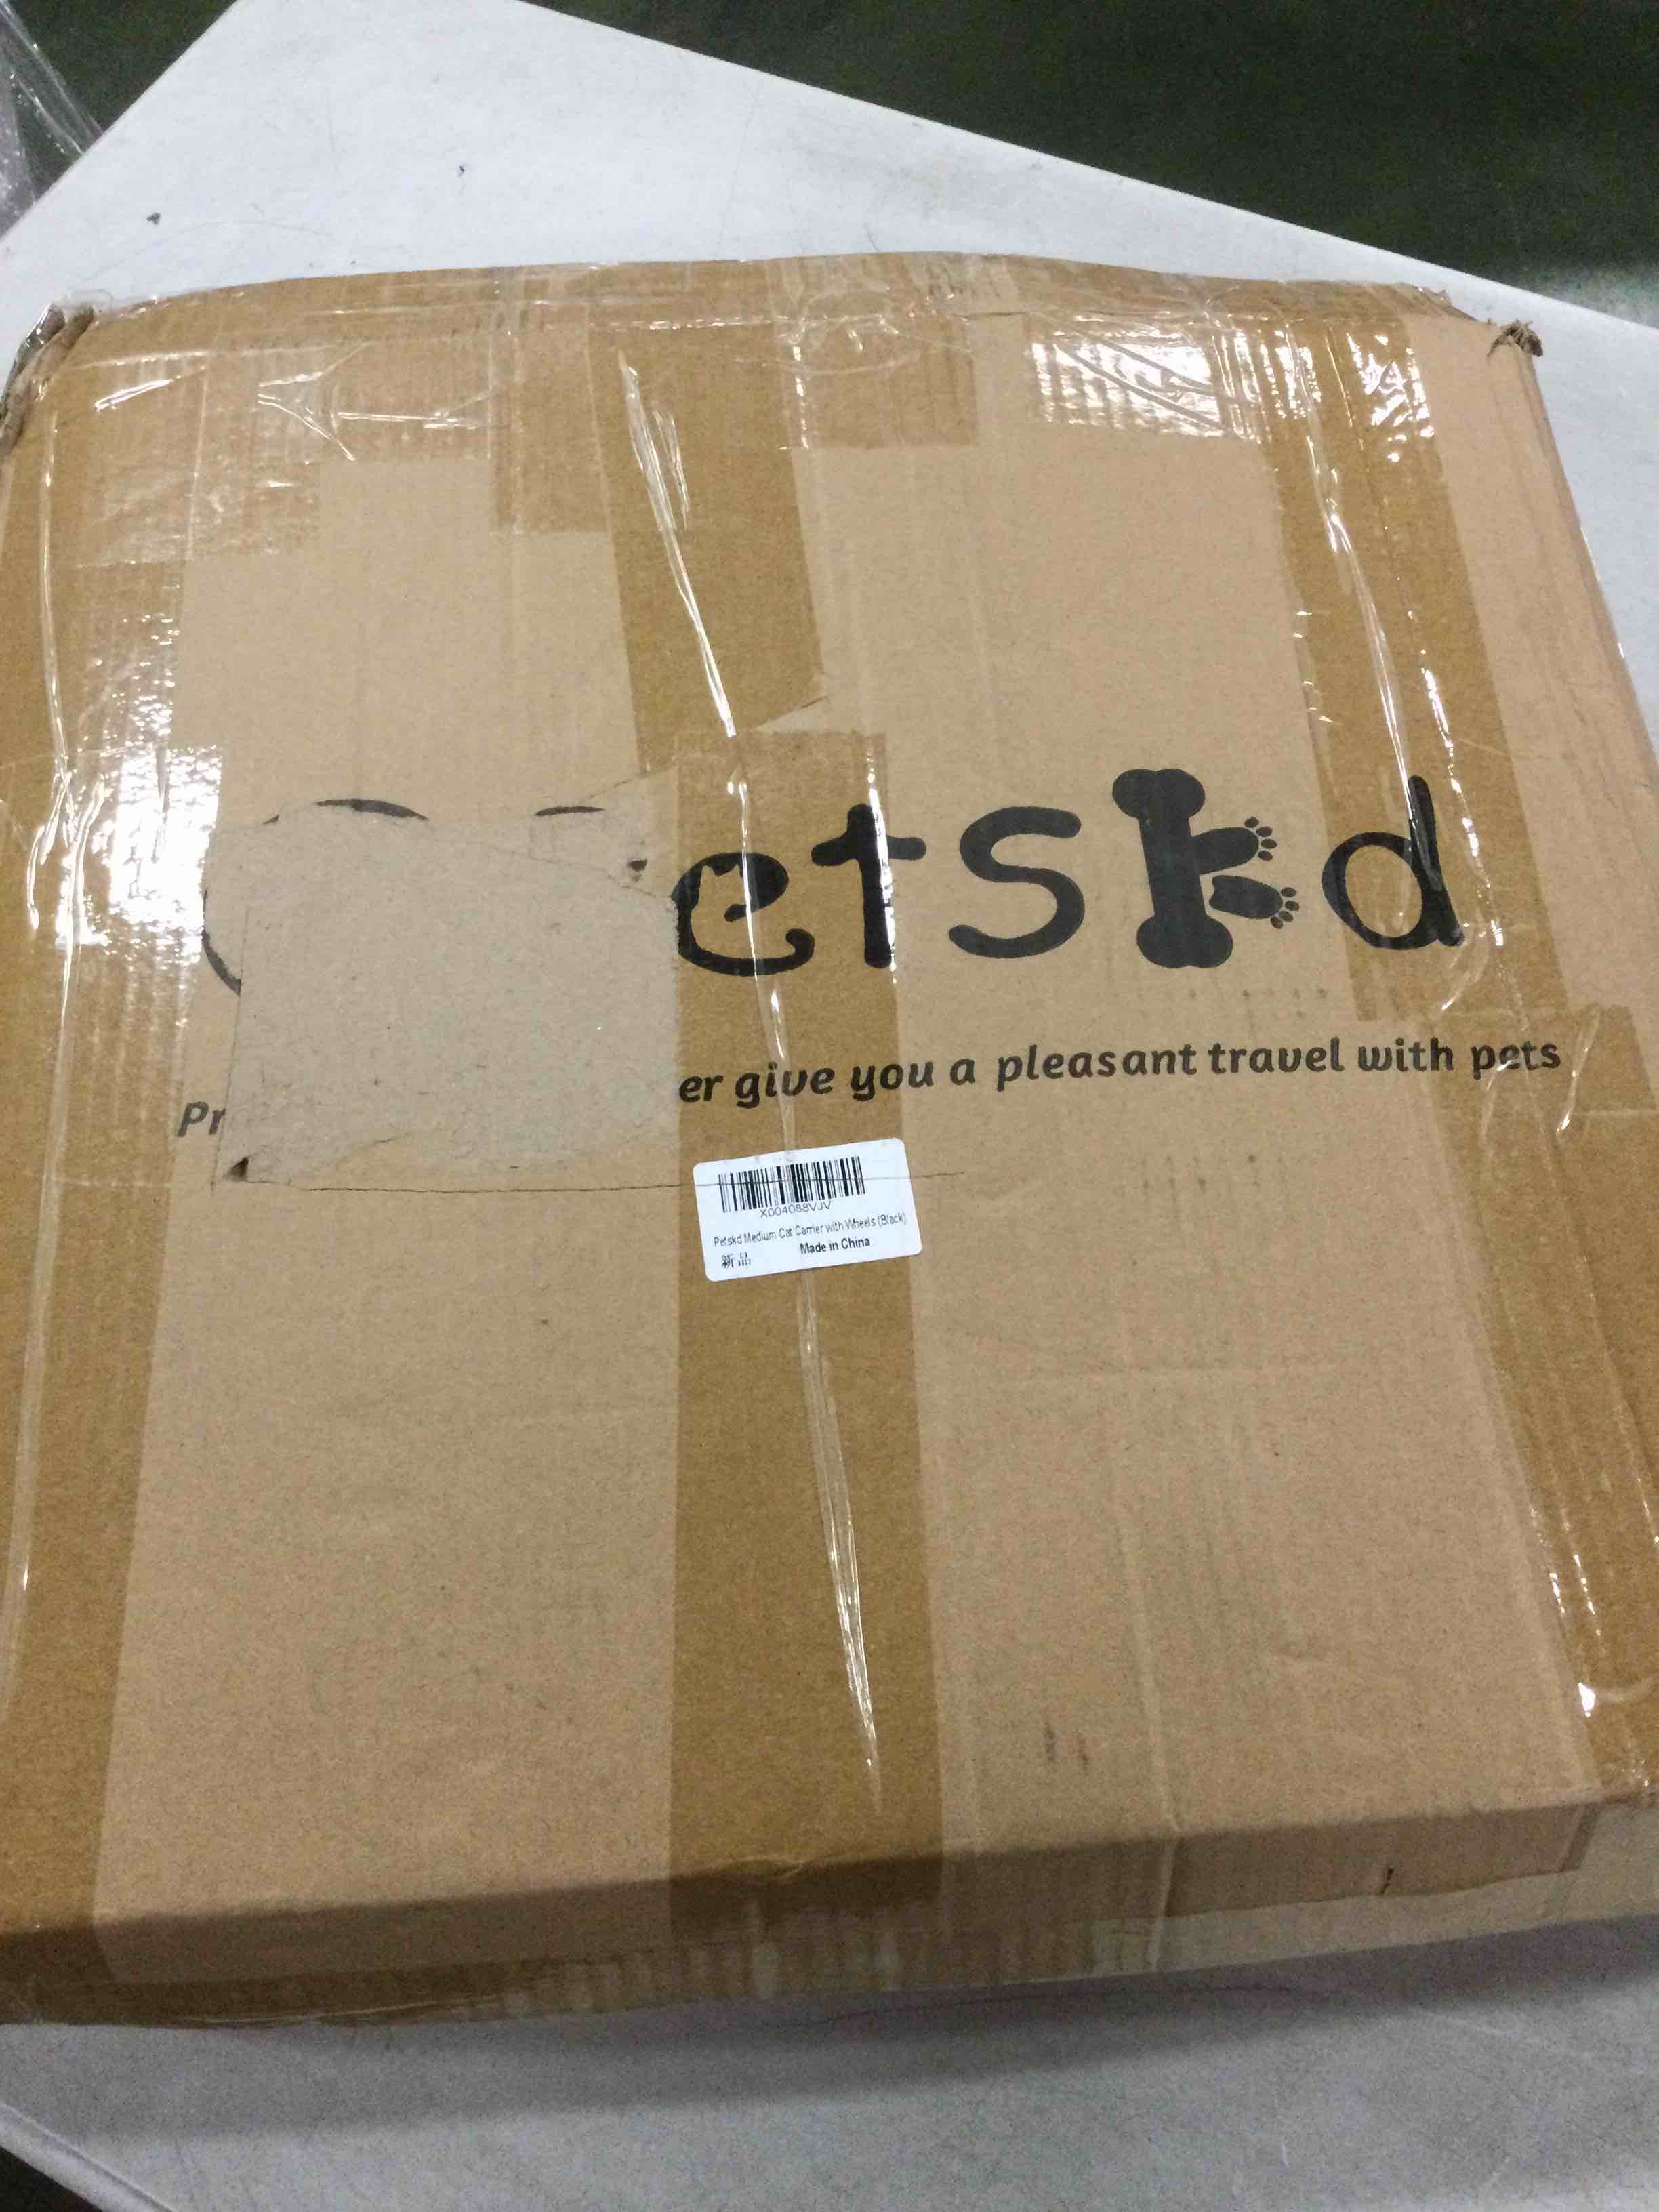 etskd
Pr er give you a pleasant travel with pets
X004088VJV
Petskd Medium Cat Carrier with Wheels (Black)
新品 Made in China